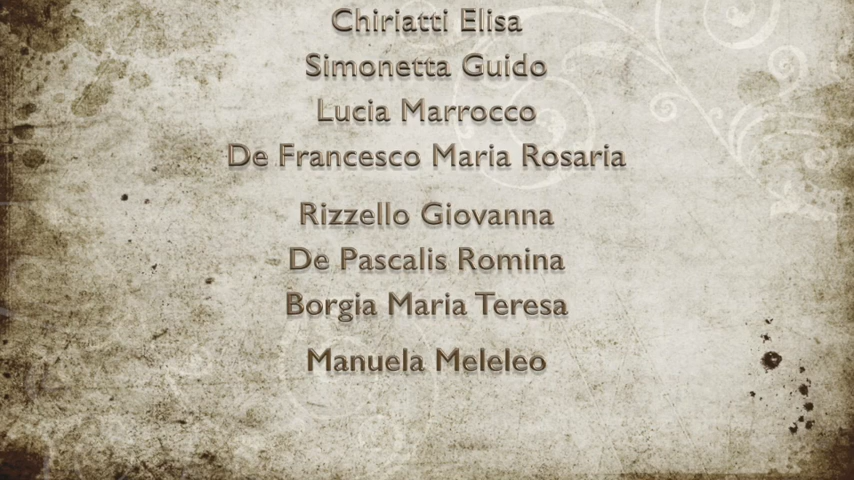 Chiriatti Elisa
Simonetta Guido
Lucia Marrocco
De Francesco Maria Rosaria
Rizzello Giovanna
De Pascalis Romina
Borgia Maria Teresa
Manuela Meleleo